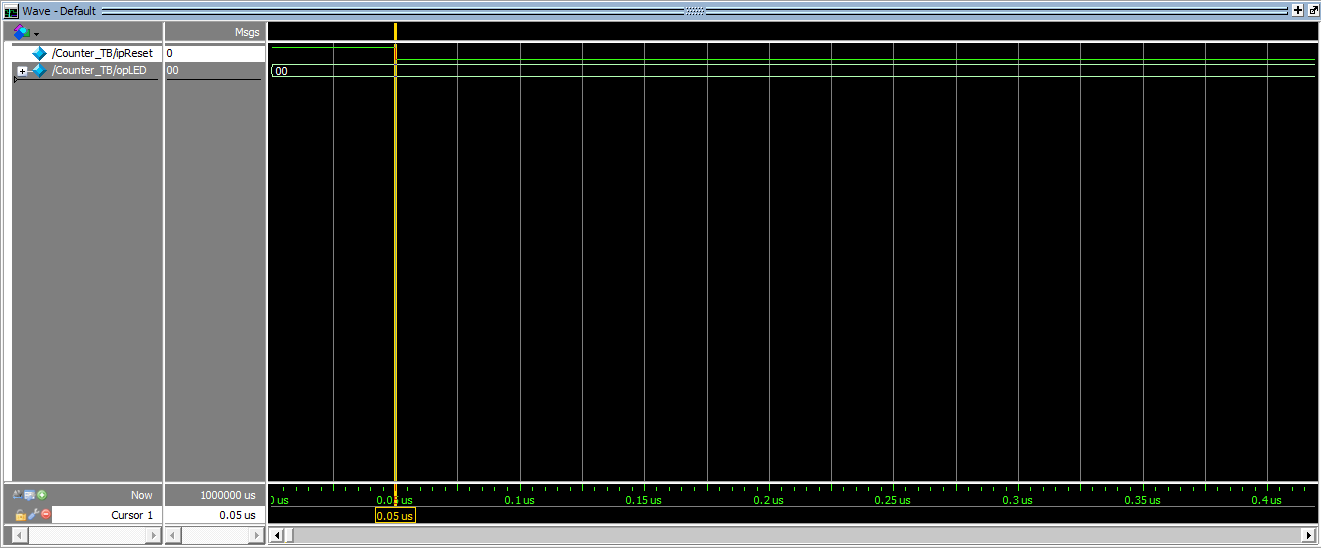 Wave - Default
Msgs
/Counter_TB/ipReset 0
/Counter_TB/opLED 00 00
Now 1000000 us
0 us 0.05 us 0.1 us 0.15 us 0.2 us 0.25 us 0.3 us 0.35 us 0.4 us
Cursor 1 0.05 us 0.05 us